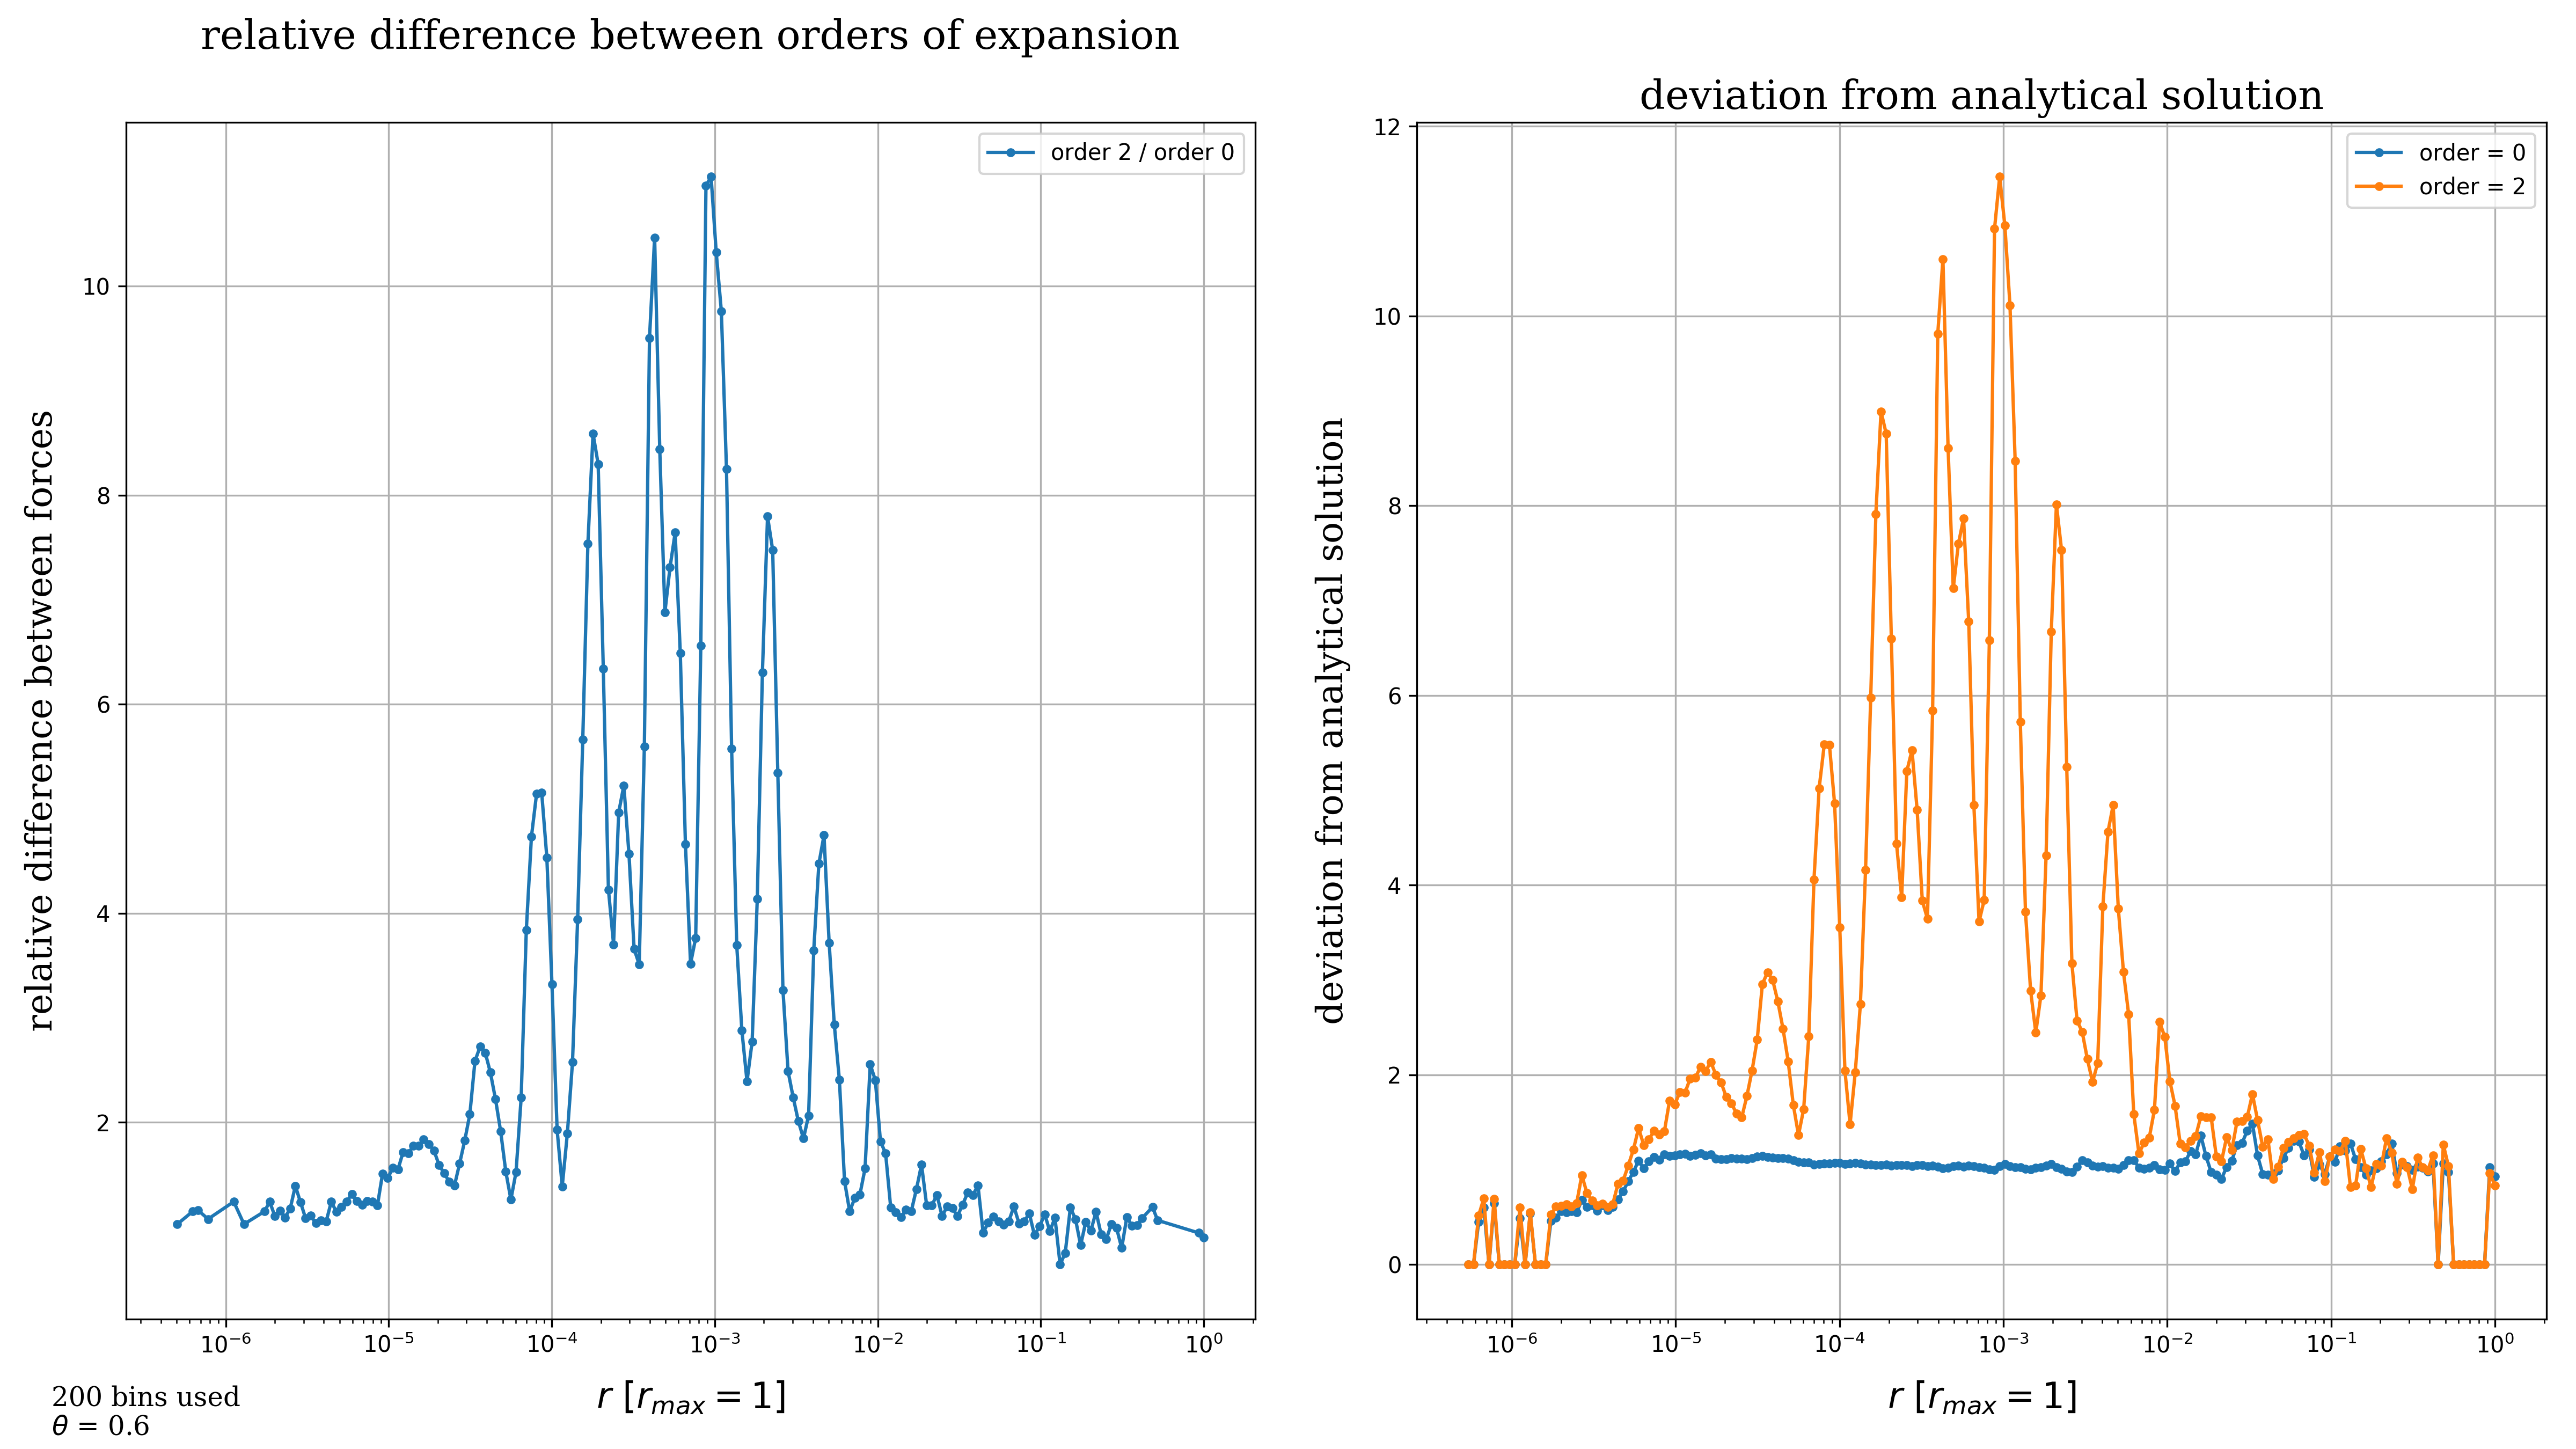 relative difference between orders of expansion
relative difference between forces
10
8
6
4
2
order 2 / order 0
10⁻⁶ 10⁻⁵ 10⁻⁴ 10⁻³ 10⁻² 10⁻¹ 10⁰
r [r_max = 1]
200 bins used
θ = 0.6
deviation from analytical solution
deviation from analytical solution
12
10
8
6
4
2
0
order = 0
order = 2
10⁻⁶ 10⁻⁵ 10⁻⁴ 10⁻³ 10⁻² 10⁻¹ 10⁰
r [r_max = 1]